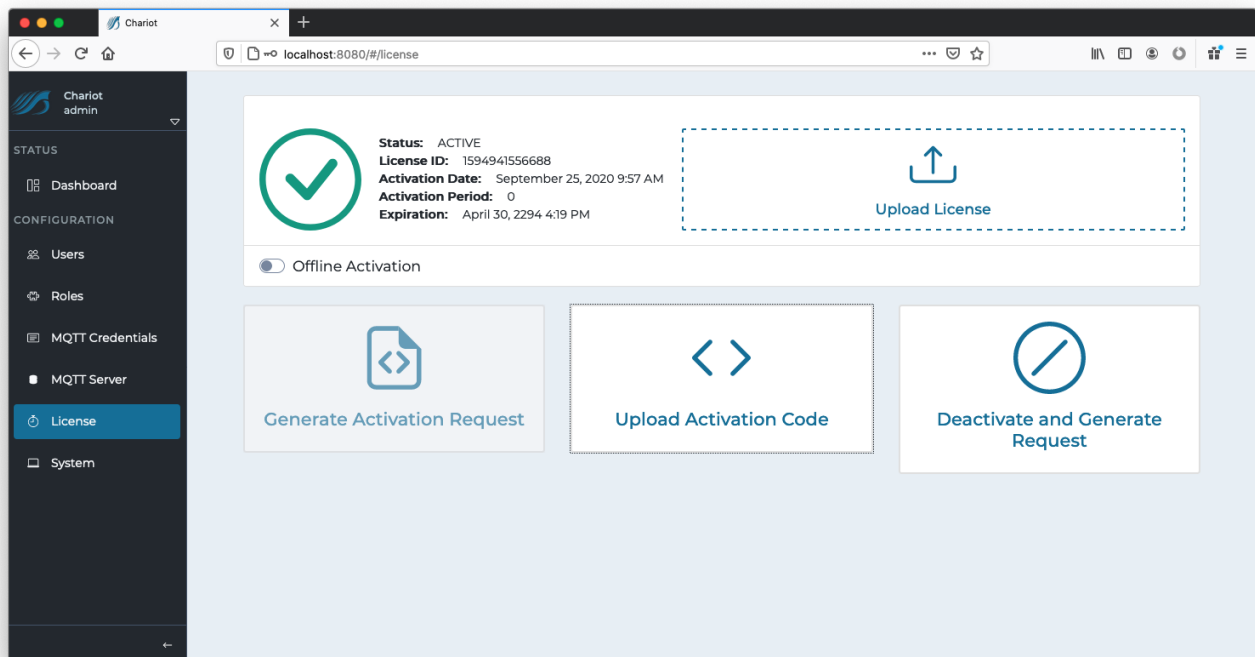 Chariot
localhost:8080/#/license
Chariot
admin
STATUS
Dashboard
CONFIGURATION
Users
Roles
MQTT Credentials
MQTT Server
License
System
Status: ACTIVE
License ID: 1594941556688
Activation Date: September 25, 2020 9:57 AM
Activation Period: 0
Expiration: April 30, 2294 4:19 PM
Upload License
Offline Activation
Generate Activation Request
Upload Activation Code
Deactivate and Generate
Request